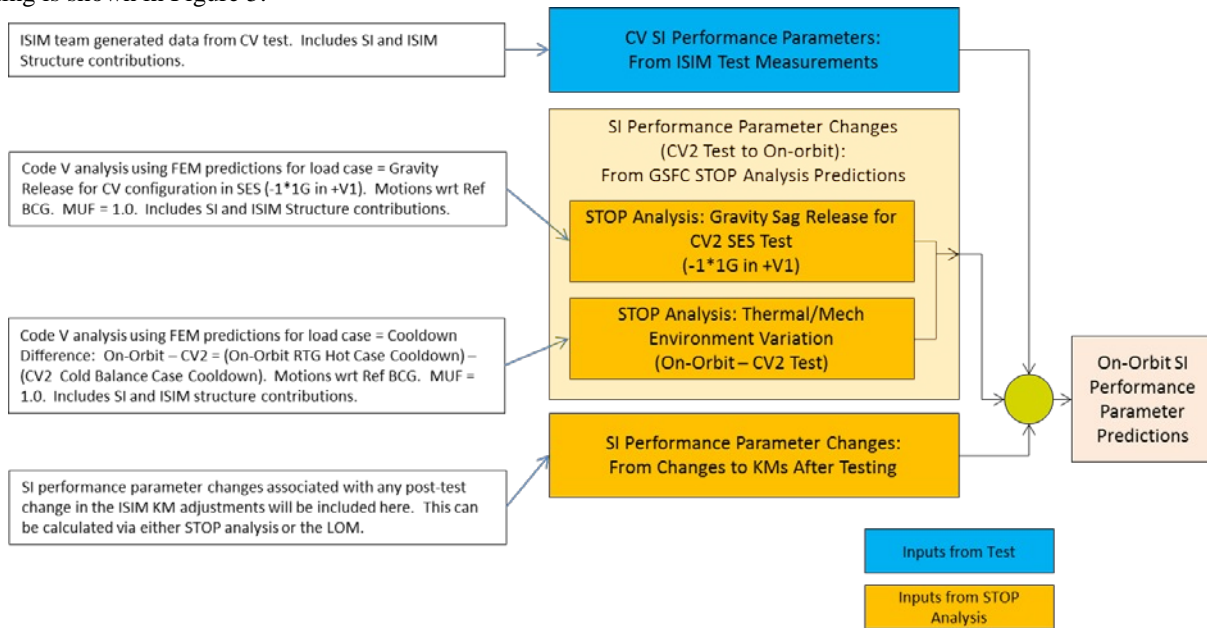 ing is shown in Figure 5.
ISIM team generated data from CV test. Includes SI and ISIM
Structure contributions.
CV SI Performance Parameters:
From ISIM Test Measurements
SI Performance Parameter Changes
(CV2 Test to On-orbit):
From GSFC STOP Analysis Predictions
Code V analysis using FEM predictions for load case = Gravity
Release for CV configuration in SES (-1*1G in +V1). Motions wrt Ref
BCG. MUF = 1.0. Includes SI and ISIM Structure contributions.
STOP Analysis: Gravity Sag Release for
CV2 SES Test
(-1*1G in +V1)
Code V analysis using FEM predictions for load case = Cooldown
Difference: On-Orbit – CV2 = (On-Orbit RTG Hot Case Cooldown) –
(CV2 Cold Balance Case Cooldown). Motions wrt Ref BCG. MUF =
1.0. Includes SI and ISIM structure contributions.
STOP Analysis: Thermal/Mech
Environment Variation
(On-Orbit – CV2 Test)
On-Orbit SI
Performance
Parameter
Predictions
SI Performance Parameter Changes:
From Changes to KMs After Testing
SI performance parameter changes associated with any post-test
change in the ISIM KM adjustments will be included here. This can
be calculated via either STOP analysis or the LOM.
Inputs from Test
Inputs from STOP
Analysis